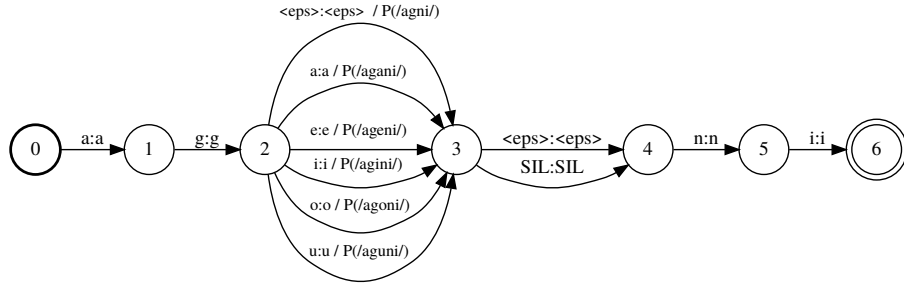 <eps>:<eps> / P(/agni/)
a:a / P(/agani/)
e:e / P(/ageni/)
i:i / P(/agini/)
o:o / P(/agoni/)
u:u / P(/aguni/)
0 a:a 1 g:g 2 3 <eps>:<eps> 4 n:n 5 i:i 6
SIL:SIL